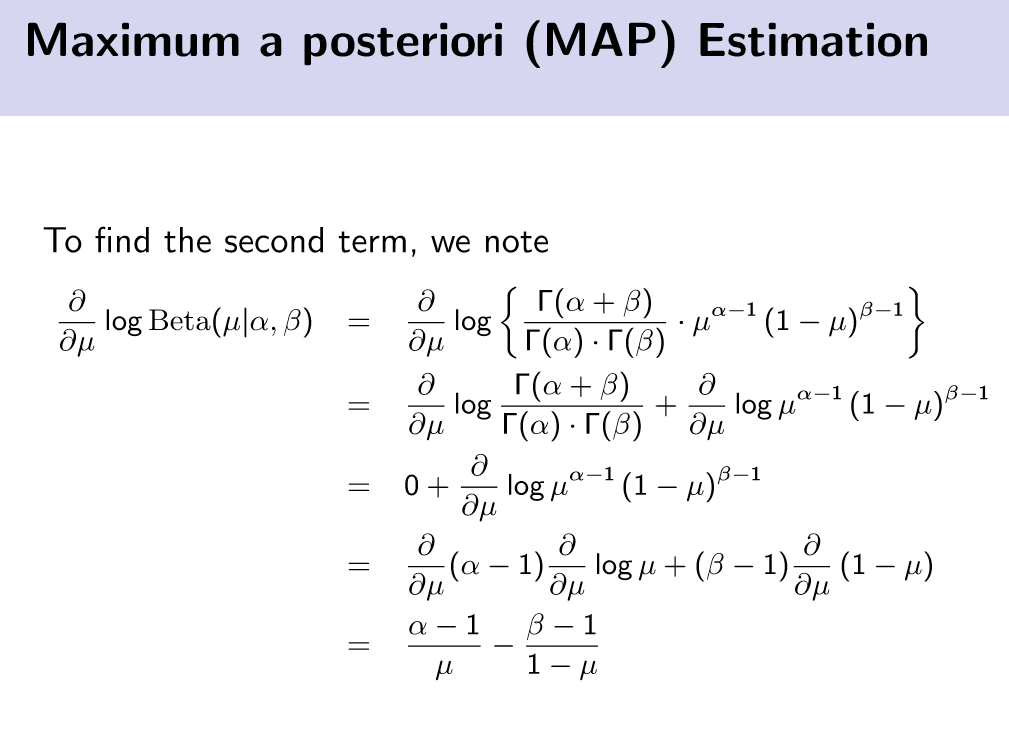 Maximum a posteriori (MAP) Estimation
To find the second term, we note
∂/∂μ log Beta(μ|α, β) = ∂/∂μ log { Γ(α + β) / Γ(α) · Γ(β) · μ^{α−1} (1 − μ)^{β−1} }
= ∂/∂μ log Γ(α + β) / Γ(α) · Γ(β) + ∂/∂μ log μ^{α−1} (1 − μ)^{β−1}
= 0 + ∂/∂μ log μ^{α−1} (1 − μ)^{β−1}
= ∂/∂μ (α − 1) ∂/∂μ log μ + (β − 1) ∂/∂μ (1 − μ)
= α − 1 / μ − β − 1 / 1 − μ